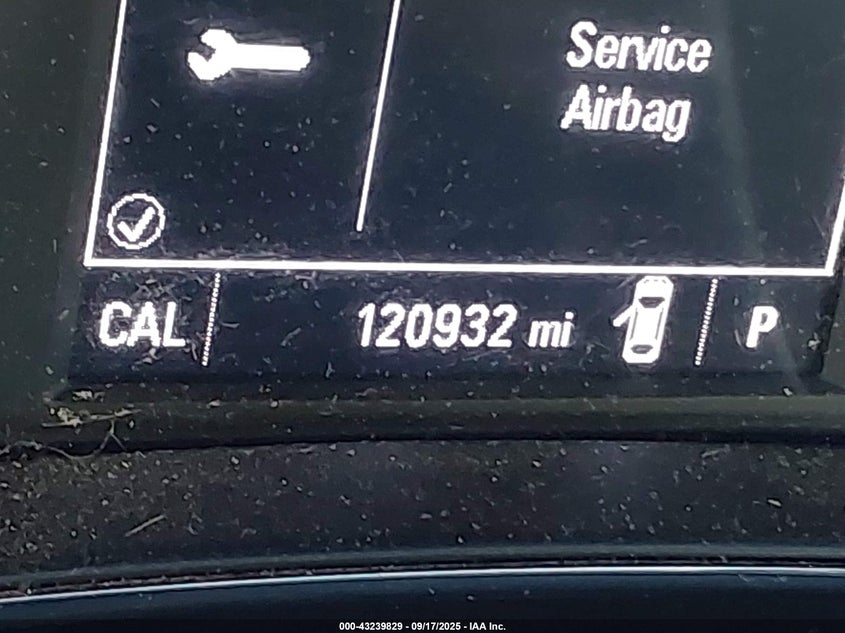 Service
Airbag
CAL 120932 mi P
000-43239829 - 09/17/2025 - IAA Inc.